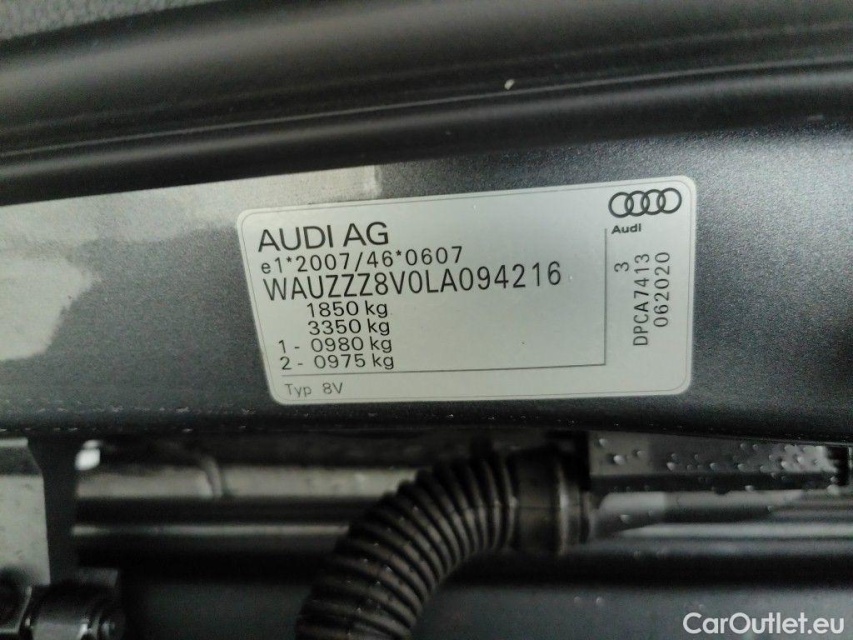 AUDI AG
e1*2007/46*0607
WAUZZZ8V0LA094216
1850 kg
3350 kg
1 - 0980 kg
2 - 0975 kg
Typ 8V
Audi
3
DPCA7413
062020
CarOutlet.eu